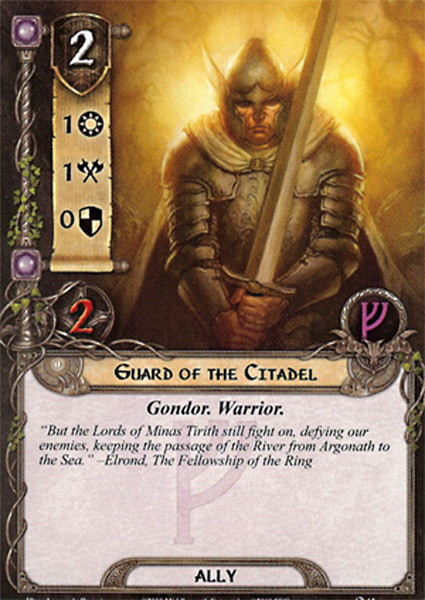 2
1
1
0
2
Guard of the Citadel
Gondor. Warrior.
“But the Lords of Minas Tirith still fight on, defying our
enemies, keeping the passage of the River from Argonath to
the Sea.” –Elrond, The Fellowship of the Ring
ALLY